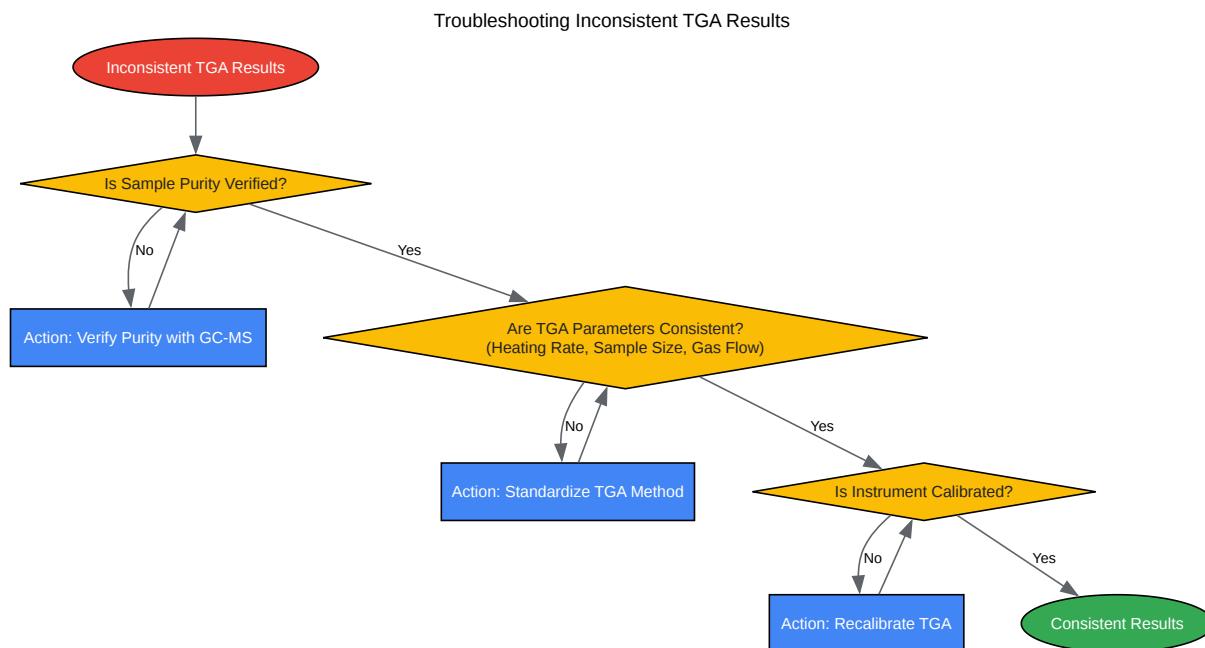 Troubleshooting Inconsistent TGA Results
Inconsistent TGA Results
Is Sample Purity Verified?
No
Yes
Action: Verify Purity with GC-MS
Are TGA Parameters Consistent?
(Heating Rate, Sample Size, Gas Flow)
No
Yes
Action: Standardize TGA Method
Is Instrument Calibrated?
No
Yes
Action: Recalibrate TGA
Consistent Results